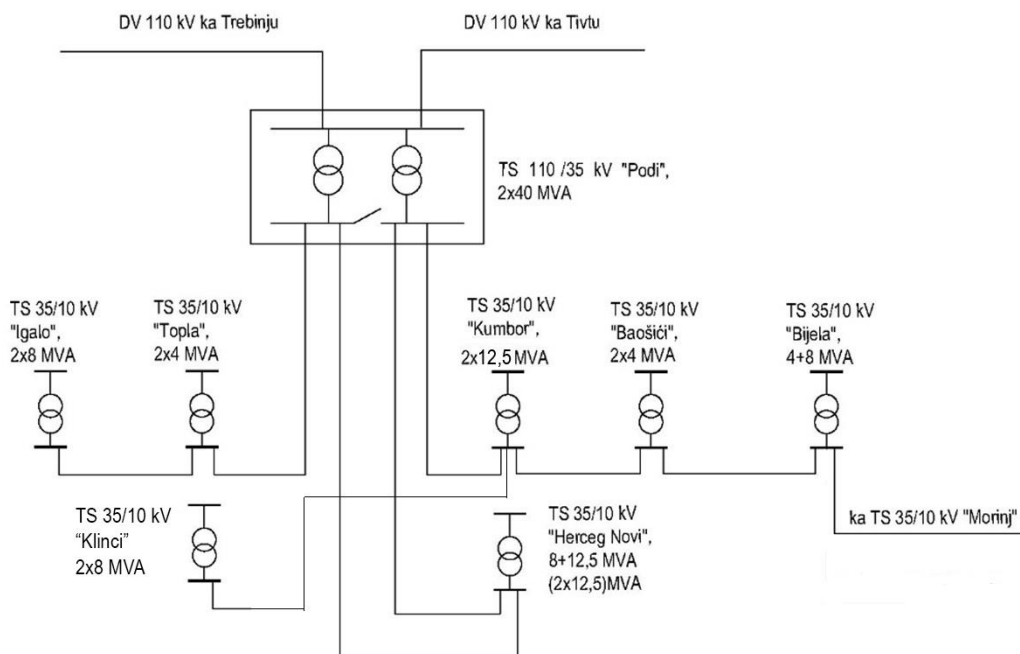 DV 110 kV ka Trebinju
DV 110 kV ka Tivtu
TS 110 /35 kV "Podi",
2x40 MVA
TS 35/10 kV
"Igalo",
2x8 MVA
TS 35/10 kV
"Topla",
2x4 MVA
TS 35/10 kV
"Kumbor",
2x12,5 MVA
TS 35/10 kV
"Baošići",
2x4 MVA
TS 35/10 kV
"Bijela",
4+8 MVA
TS 35/10 kV
“Klinci”
2x8 MVA
TS 35/10 kV
"Herceg Novi",
8+12,5 MVA
(2x12,5)MVA
ka TS 35/10 kV "Morinj"